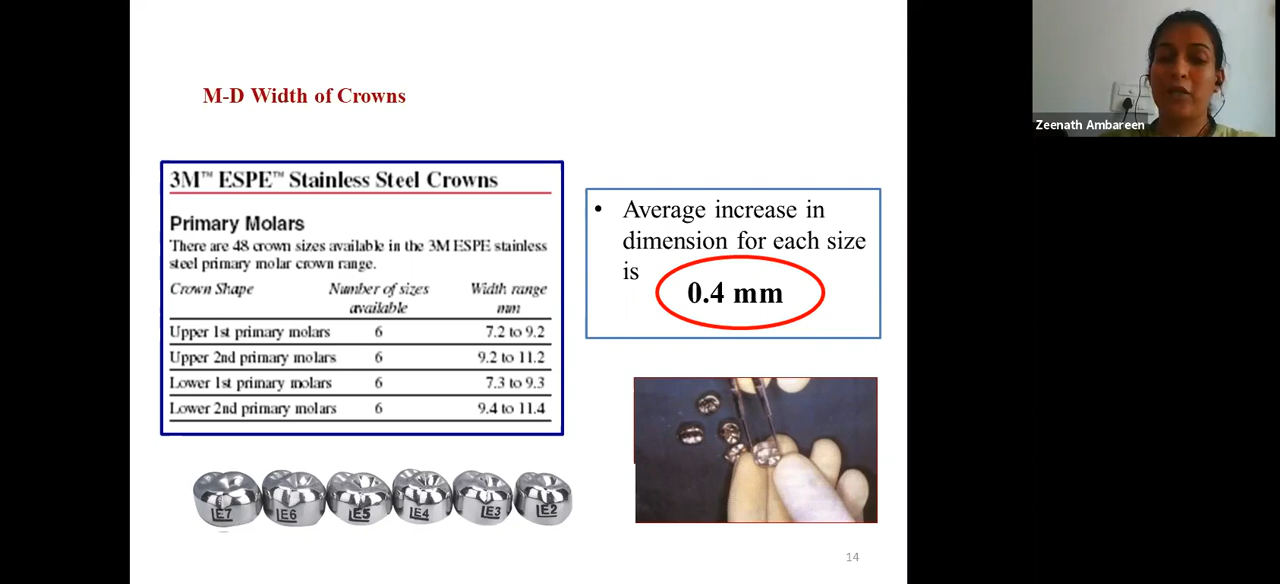 M-D Width of Crowns
Zeenath Ambareen
3M™ ESPE™ Stainless Steel Crowns
Primary Molars
There are 48 crown sizes available in the 3M ESPE stainless
steel primary molar crown range.
Crown Shape Number of sizes Width range
available mm
Upper 1st primary molars 6 7.2 to 9.2
Upper 2nd primary molars 6 9.2 to 11.2
Lower 1st primary molars 6 7.3 to 9.3
Lower 2nd primary molars 6 9.4 to 11.4
• Average increase in
dimension for each size
is
0.4 mm
LE7 LE6 LE5 LE4 LE3 LE2
14